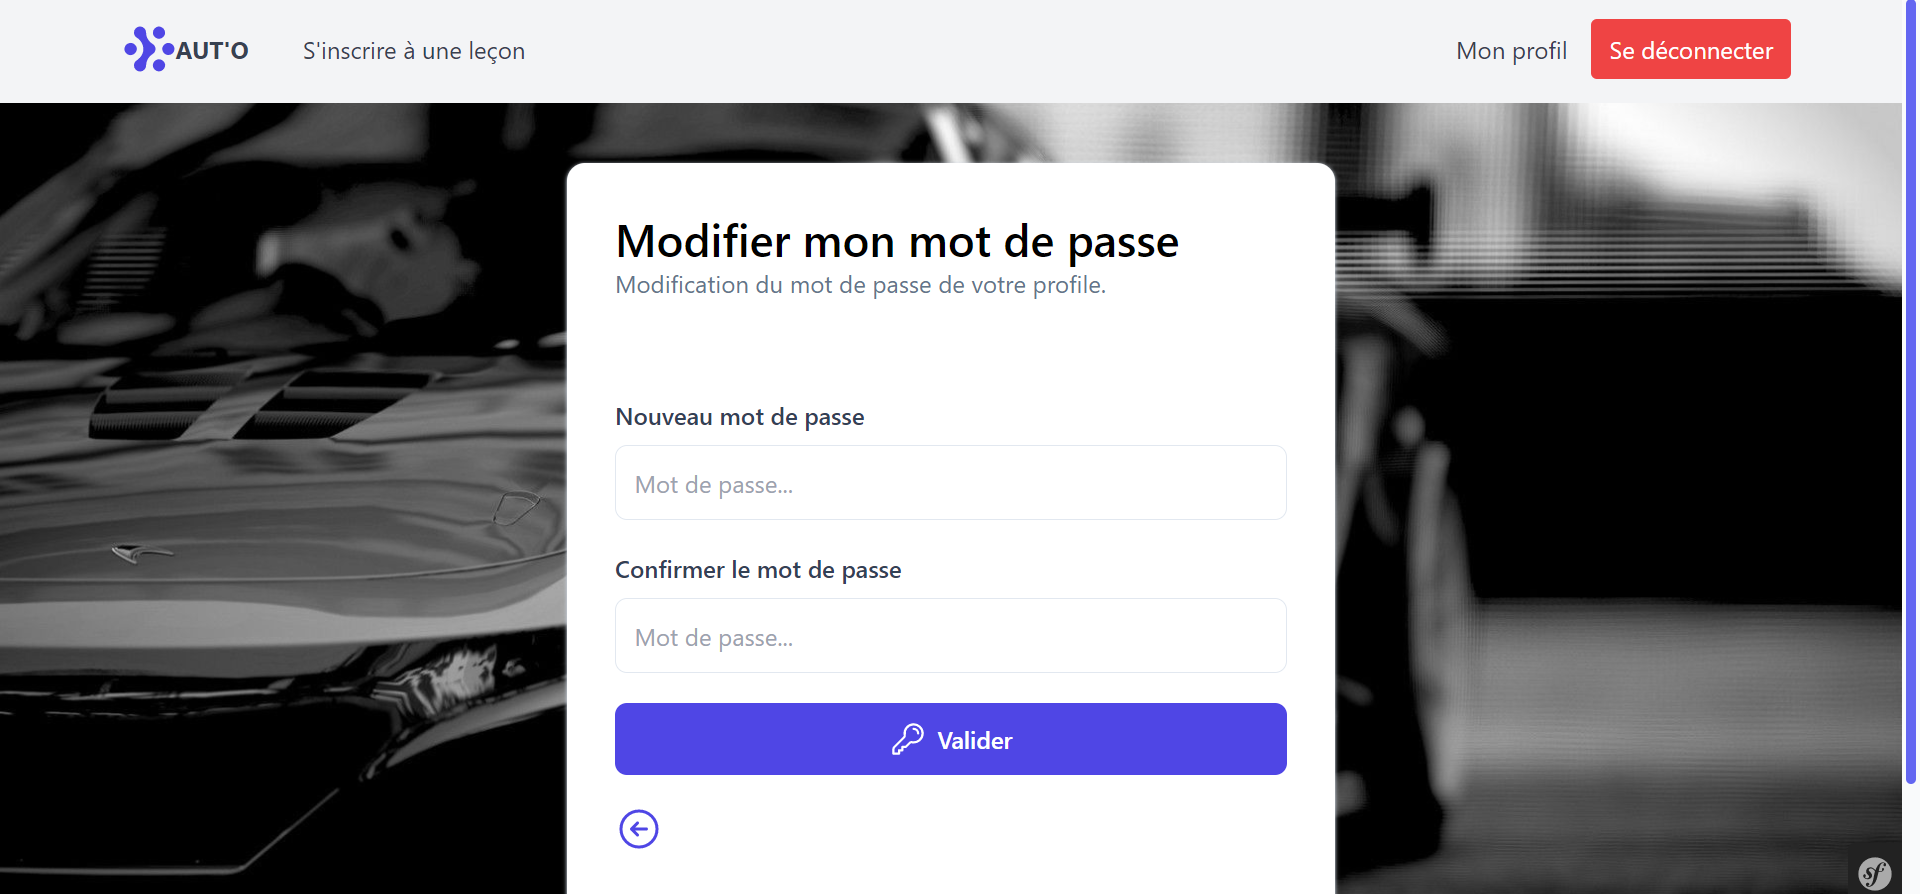 AUT'O
S'inscrire à une leçon
Mon profil
Se déconnecter
Modifier mon mot de passe
Modification du mot de passe de votre profile.
Nouveau mot de passe
Mot de passe...
Confirmer le mot de passe
Mot de passe...
Valider
sf